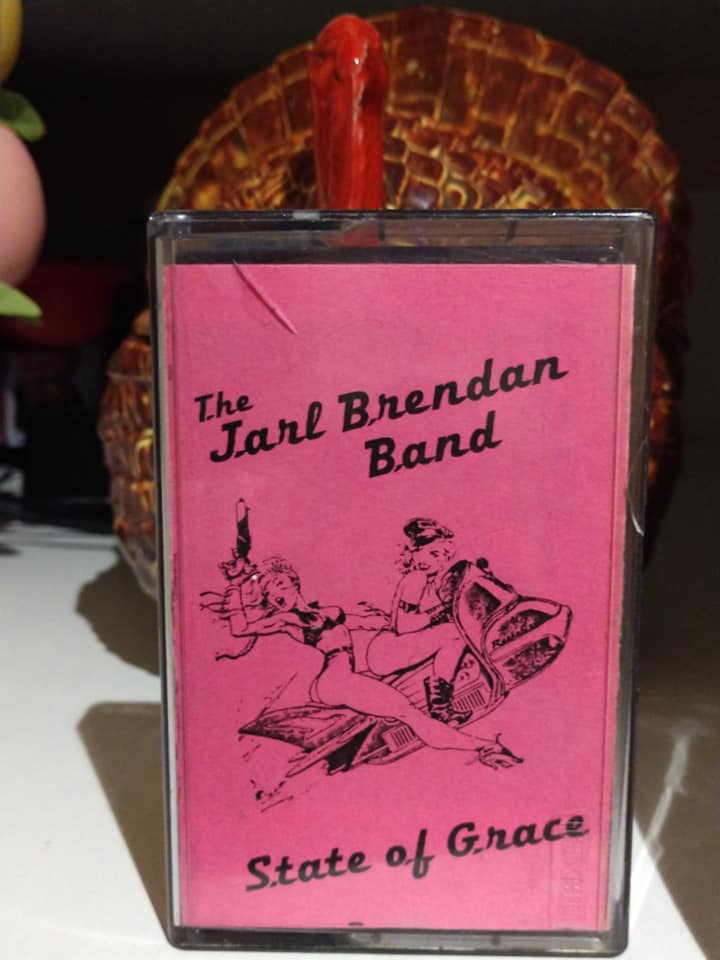 The
Jarl Brendan
Band
State of Grace